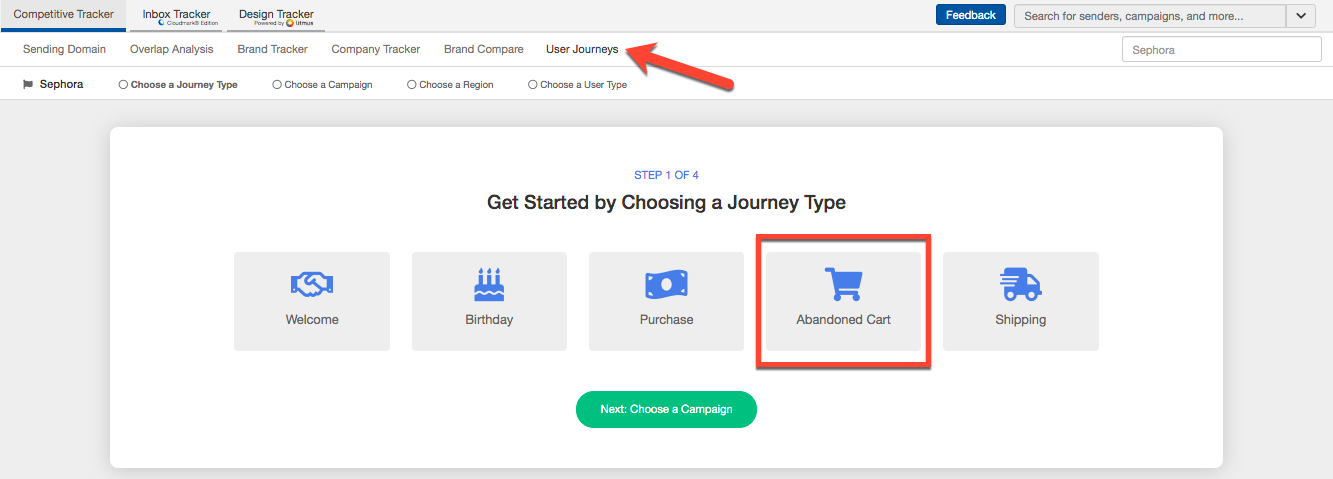 Competitive Tracker
Inbox Tracker
Cloudmark® Edition
Design Tracker
Powered by Litmus
Feedback
Search for senders, campaigns, and more...
Sending Domain
Overlap Analysis
Brand Tracker
Company Tracker
Brand Compare
User Journeys
Sephora
Sephora
Choose a Journey Type
Choose a Campaign
Choose a Region
Choose a User Type
STEP 1 OF 4
Get Started by Choosing a Journey Type
Welcome
Birthday
Purchase
Abandoned Cart
Shipping
Next: Choose a Campaign